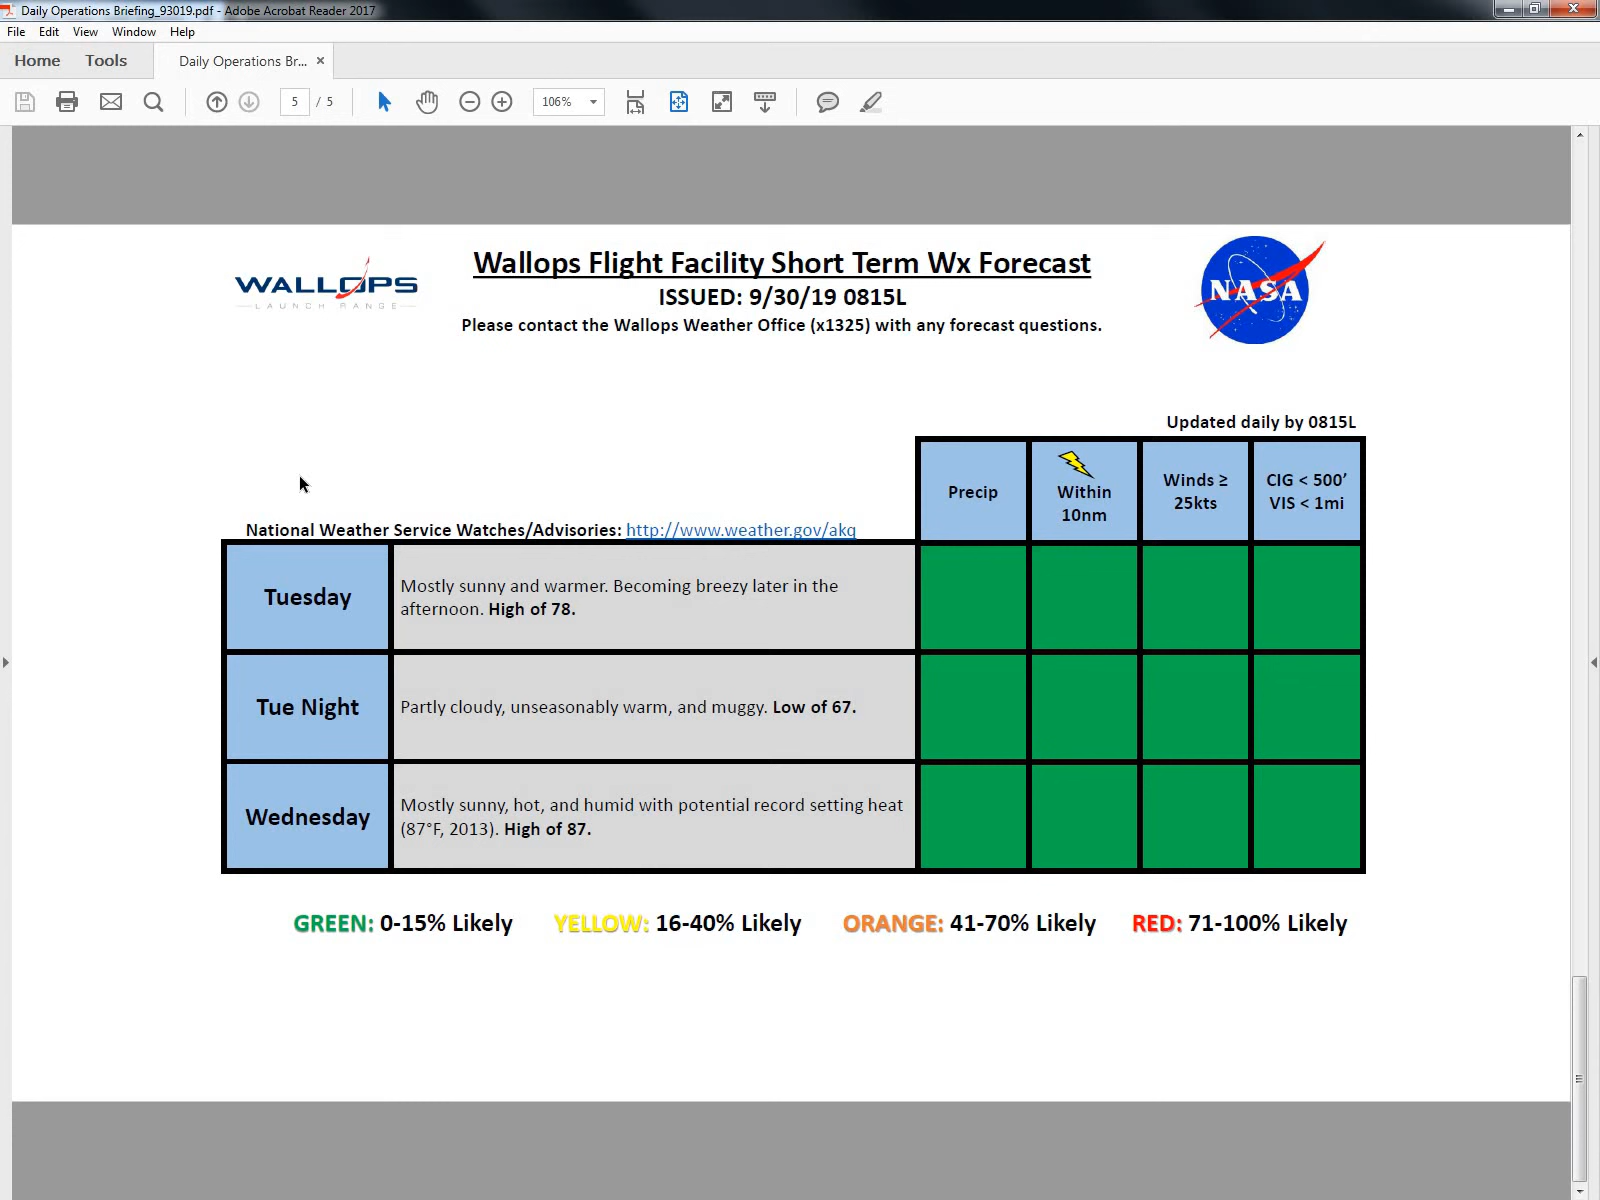 Daily Operations Briefing_93019.pdf - Adobe Acrobat Reader 2017
File Edit View Window Help
Home Tools Daily Operations Br... ×
5 / 5 106%
WALLOPS
LAUNCH RANGE
Wallops Flight Facility Short Term Wx Forecast
ISSUED: 9/30/19 0815L
Please contact the Wallops Weather Office (x1325) with any forecast questions.
NASA
Updated daily by 0815L
Precip
Within
10nm
Winds ≥
25kts
CIG < 500’
VIS < 1mi
National Weather Service Watches/Advisories: http://www.weather.gov/akq
Tuesday
Mostly sunny and warmer. Becoming breezy later in the
afternoon. High of 78.
Tue Night
Partly cloudy, unseasonably warm, and muggy. Low of 67.
Wednesday
Mostly sunny, hot, and humid with potential record setting heat
(87°F, 2013). High of 87.
GREEN: 0-15% Likely YELLOW: 16-40% Likely ORANGE: 41-70% Likely RED: 71-100% Likely